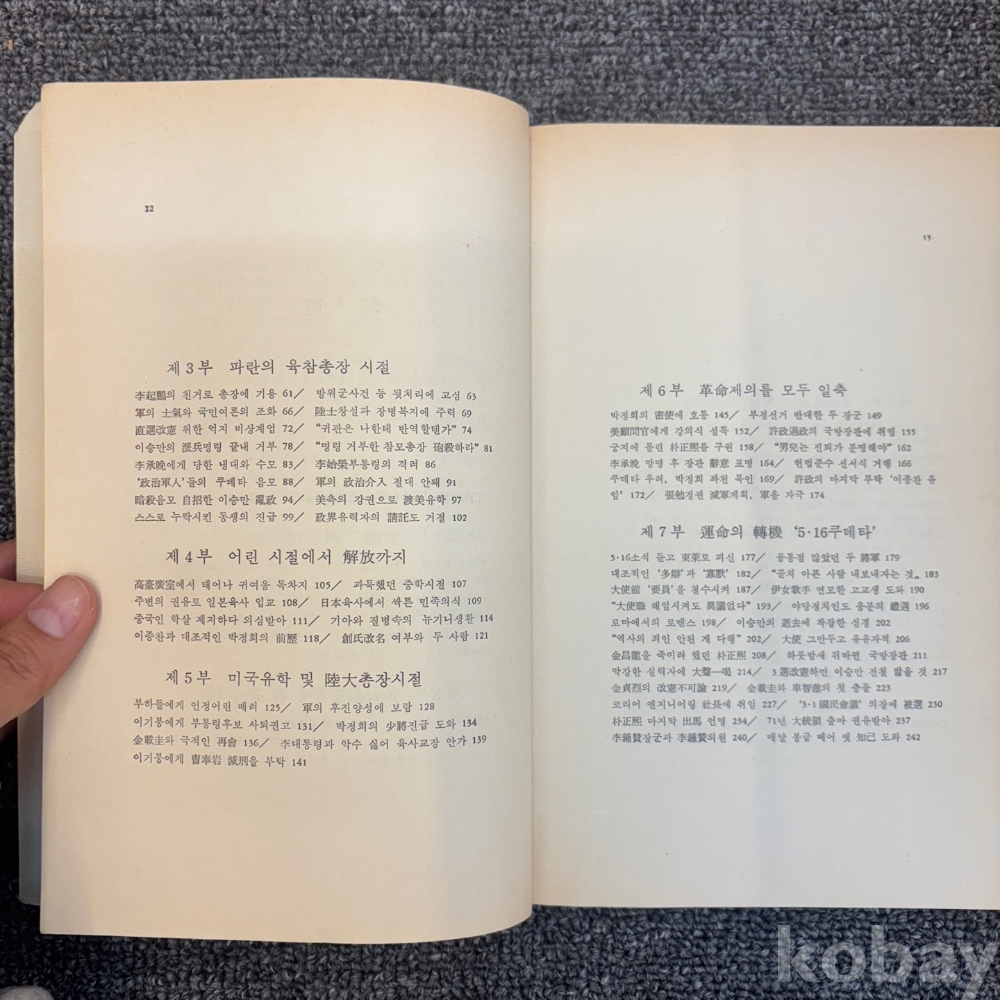 12
제3부 파란의 육참총장 시절
李起鵬의 천거로 총장에 기용 61/ 방위군사건 등 뒷처리에 고심 63
軍의 士氣와 국민여론의 조화 66/ 陸士창설과 장병복지에 주력 69
直選改憲 위한 억지 비상계엄 72/ “귀관은 나한테 반역할텐가” 74
이승만의 派兵명령 끝내 거부 78/ “명령 거부한 참모총장 砲殺하라” 81
李承晩에게 당한 냉대와 수모 83/ 李始榮부통령의 격려 86
‘政治軍人’들의 쿠데타 음모 88/ 軍의 政治介入 절대 안돼 91
暗殺음모 自招한 이승만 亂政 94/ 美측의 강권으로 渡美유학 97
스스로 누락시킨 동생의 진급 99/ 政界유력자의 請託도 거절 102
제4부 어린 시절에서 解放까지
高臺廣室에서 태어나 귀여움 독차지 105/ 과묵했던 중학시절 107
주변의 권유로 일본육사 입교 108/ 日本육사에서 싹튼 민족의식 109
중국인 학살 제지하다 의심받아 111/ 기아와 질병속의 뉴기니생활 114
이종찬과 대조적인 박정희의 前歷 118/ 創氏改名 여부와 두 사람 121
제5부 미국유학 및 陸大총장시절
부하들에게 인정어린 배려 125/ 軍의 후진양성에 보람 128
이기붕에게 부통령후보 사퇴권고 131/ 박정희의 少將진급 도와 134
金載圭와 극적인 再會 136/ 李대통령과 악수 싫어 육사교장 안가 139
이기붕에게 曺奉岩 減刑을 부탁 141
13
제6부 革命제의를 모두 일축
박정희의 密使에 호통 145/ 부정선거 반대한 두 장군 149
美顧問官에게 강의식 설득 152/ 許政過政의 국방장관에 취임 155
궁지에 몰린 朴正熙를 구원 158/ “男兒는 진퇴가 분명해야” 162
李承晩 망명 후 장관 辭意 표명 164/ 헌법준수 선서식 거행 166
쿠데타 우려, 박정희 좌천 묵인 169/ 許政의 마지막 부탁 ‘이종찬 유
임’ 172/ 張勉정권 減軍계획, 軍을 자극 174
제7부 運命의 轉機 ‘5·16쿠데타’
5·16소식 듣고 東萊로 피신 177/ 공통점 많았던 두 將軍 179
대조적인 ‘多辯’과 ‘寡默’ 182/ “골치 아픈 사람 내보내자는 것„ 183
大使館 ‘要員’을 철수시켜 187/ 伊女歌手 연모한 고교생 도와 190
“大使職 해임시켜도 異議없다” 193/ 야당정치인도 융분의 禮遇 196
로마에서의 로맨스 198/ 이승만의 逝去에 착잡한 심경 202
“역사의 죄인 안된 게 다행” 202/ 大使 그만두고 유유자적 206
金昌龍을 죽이려 했던 朴正熙 208/ 하룻밤새 뒤바뀐 국방장관 211
막강한 실력자에 大聲一喝 214/ 3選改憲하면 이승만 전철 밟을 것 217
金貞烈의 改憲不可論 219/ 金載圭와 車智澈의 첫 충돌 223
코리어 엔지니어링 社長에 취임 227/ ‘3·1國民會議’ 의장에 被選 230
朴正熙 마지막 出馬 언명 234/ 71년 大統領 출마 권유받아 237
李鍾贊장군과 李鍾贊의원 240/ 매달 봉급 떼어 옛 知己 도와 242
kobay